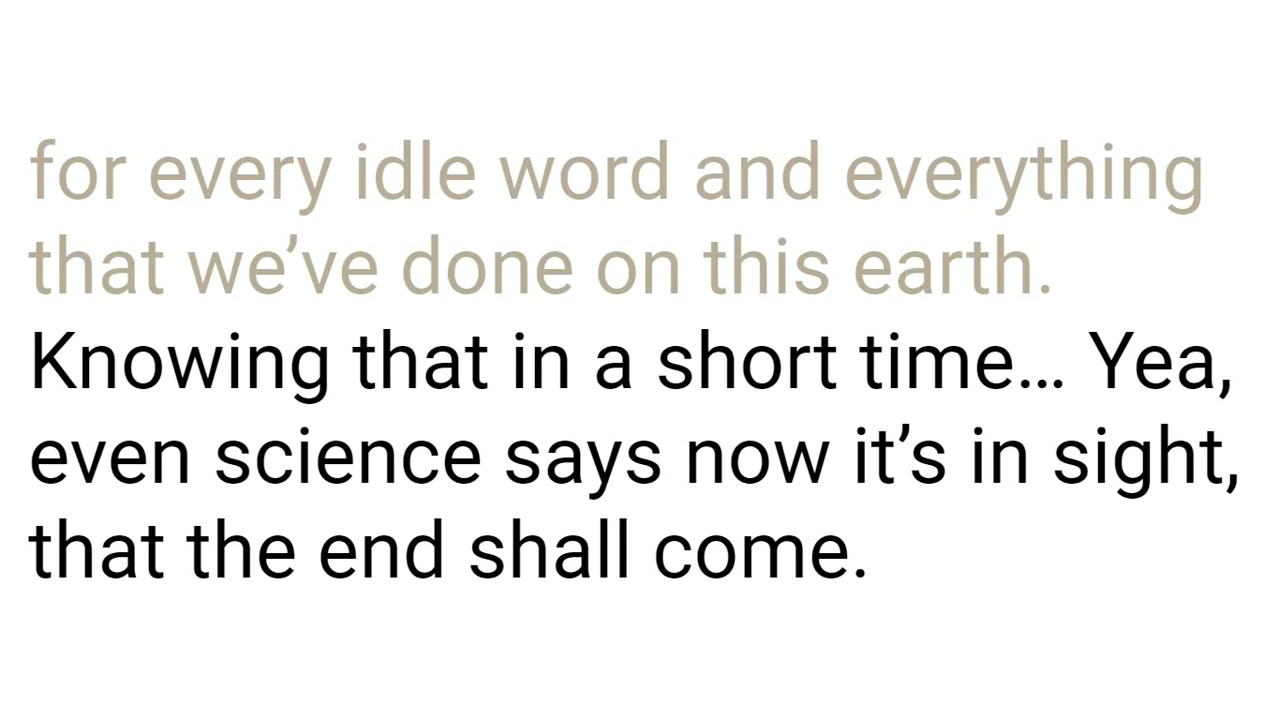 for every idle word and everything
that we’ve done on this earth.
Knowing that in a short time… Yea,
even science says now it’s in sight,
that the end shall come.